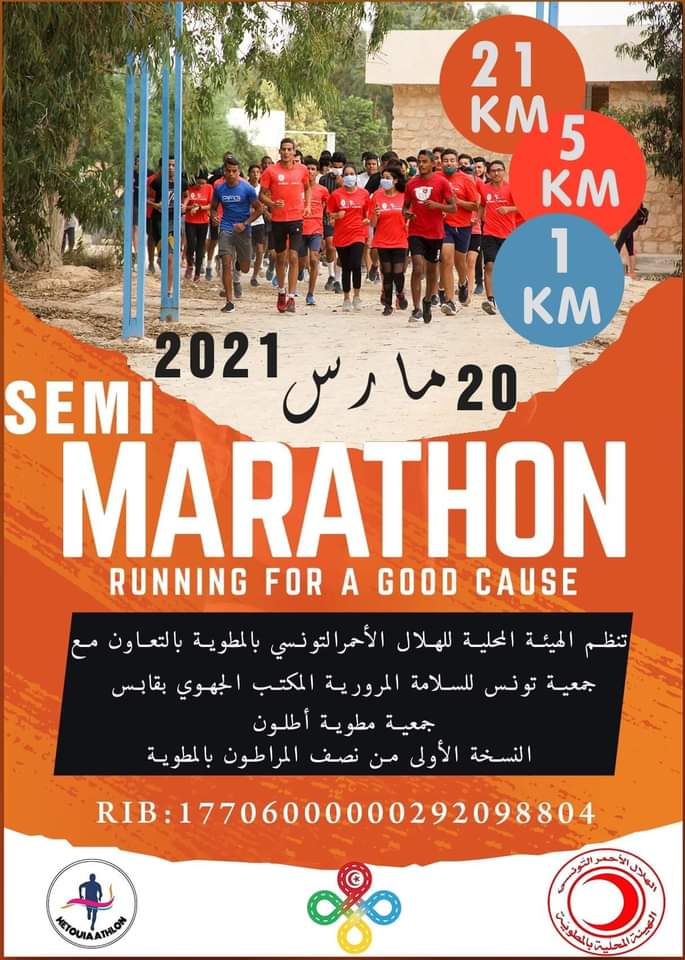 21
KM
5
KM
1
KM
20 مارس 2021
SEMI
MARATHON
RUNNING FOR A GOOD CAUSE
تنظم الهيئة المحلية للهلال الأحمرالتونسي بالمطوية بالتعاون مع
جمعية تونس للسلامة المرورية المكتب الجهوي بقابس
جمعية مطوية أطلون
النسخة الأولى من نصف المراطون بالمطوية
RIB:17706000000292098804
METOUIA ATHLON
الهلال الأحمر التونسي
الهيئة المحلية بالمطوية